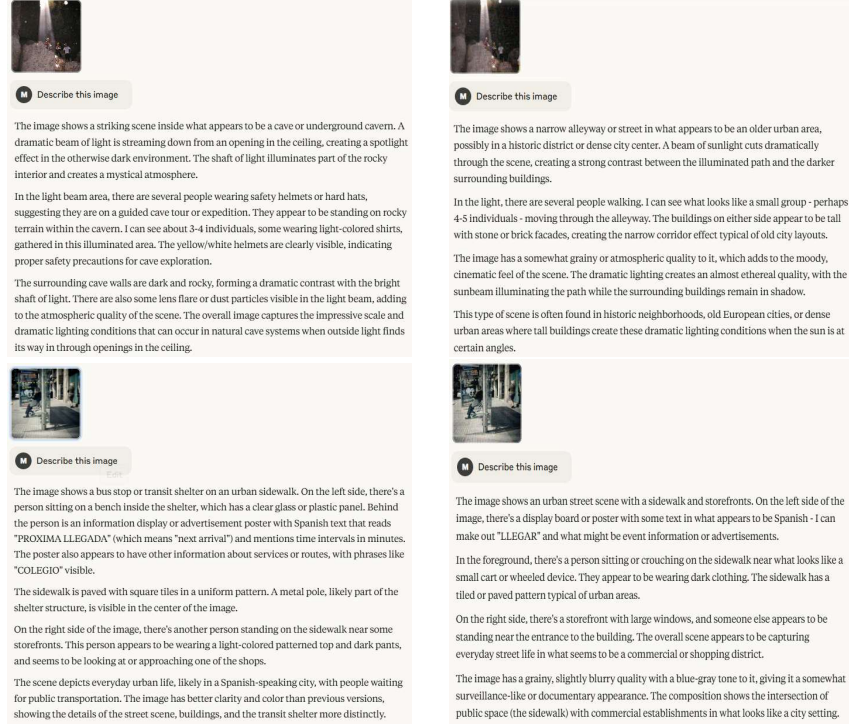 M Describe this image
The image shows a striking scene inside what appears to be a cave or underground cavern. A
dramatic beam of light is streaming down from an opening in the ceiling, creating a spotlight
effect in the otherwise dark environment. The shaft of light illuminates part of the rocky
interior and creates a mystical atmosphere.
In the light beam area, there are several people wearing safety helmets or hard hats,
suggesting they are on a guided cave tour or expedition. They appear to be standing on rocky
terrain within the cavern. I can see about 3-4 individuals, some wearing light-colored shirts,
gathered in this illuminated area. The yellow/white helmets are clearly visible, indicating
proper safety precautions for cave exploration.
The surrounding cave walls are dark and rocky, forming a dramatic contrast with the bright
shaft of light. There are also some lens flare or dust particles visible in the light beam, adding
to the atmospheric quality of the scene. The overall image captures the impressive scale and
dramatic lighting conditions that can occur in natural cave systems when outside light finds
its way in through openings in the ceiling.
M Describe this image
The image shows a narrow alleyway or street in what appears to be an older urban area,
possibly in a historic district or dense city center. A beam of sunlight cuts dramatically
through the scene, creating a strong contrast between the illuminated path and the darker
surrounding buildings.
In the light, there are several people walking. I can see what looks like a small group - perhaps
4-5 individuals - moving through the alleyway. The buildings on either side appear to be tall
with stone or brick facades, creating the narrow corridor effect typical of old city layouts.
The image has a somewhat grainy or atmospheric quality to it, which adds to the moody,
cinematic feel of the scene. The dramatic lighting creates an almost ethereal quality, with the
sunbeam illuminating the path while the surrounding buildings remain in shadow.
This type of scene is often found in historic neighborhoods, old European cities, or dense
urban areas where tall buildings create these dramatic lighting conditions when the sun is at
certain angles.
M Describe this image
Edit
The image shows a bus stop or transit shelter on an urban sidewalk. On the left side, there's a
person sitting on a bench inside the shelter, which has a clear glass or plastic panel. Behind
the person is an information display or advertisement poster with Spanish text that reads
"PROXIMA LLEGADA" (which means "next arrival") and mentions time intervals in minutes.
The poster also appears to have other information about services or routes, with phrases like
"COLEGIO" visible.
The sidewalk is paved with square tiles in a uniform pattern. A metal pole, likely part of the
shelter structure, is visible in the center of the image.
On the right side of the image, there's another person standing on the sidewalk near some
storefronts. This person appears to be wearing a light-colored patterned top and dark pants,
and seems to be looking at or approaching one of the shops.
The scene depicts everyday urban life, likely in a Spanish-speaking city, with people waiting
for public transportation. The image has better clarity and color than previous versions,
showing the details of the street scene, buildings, and the transit shelter more distinctly.
M Describe this image
The image shows an urban street scene with a sidewalk and storefronts. On the left side of the
image, there's a display board or poster with some text in what appears to be Spanish - I can
make out "LLEGAR" and what might be event information or advertisements.
In the foreground, there's a person sitting or crouching on the sidewalk near what looks like a
small cart or wheeled device. They appear to be wearing dark clothing. The sidewalk has a
tiled or paved pattern typical of urban areas.
On the right side, there's a storefront with large windows, and someone else appears to be
standing near the entrance to the building. The overall scene appears to be capturing
everyday street life in what seems to be a commercial or shopping district.
The image has a grainy, slightly blurry quality with a blue-gray tone to it, giving it a somewhat
surveillance-like or documentary appearance. The composition shows the intersection of
public space (the sidewalk) with commercial establishments in what looks like a city setting.